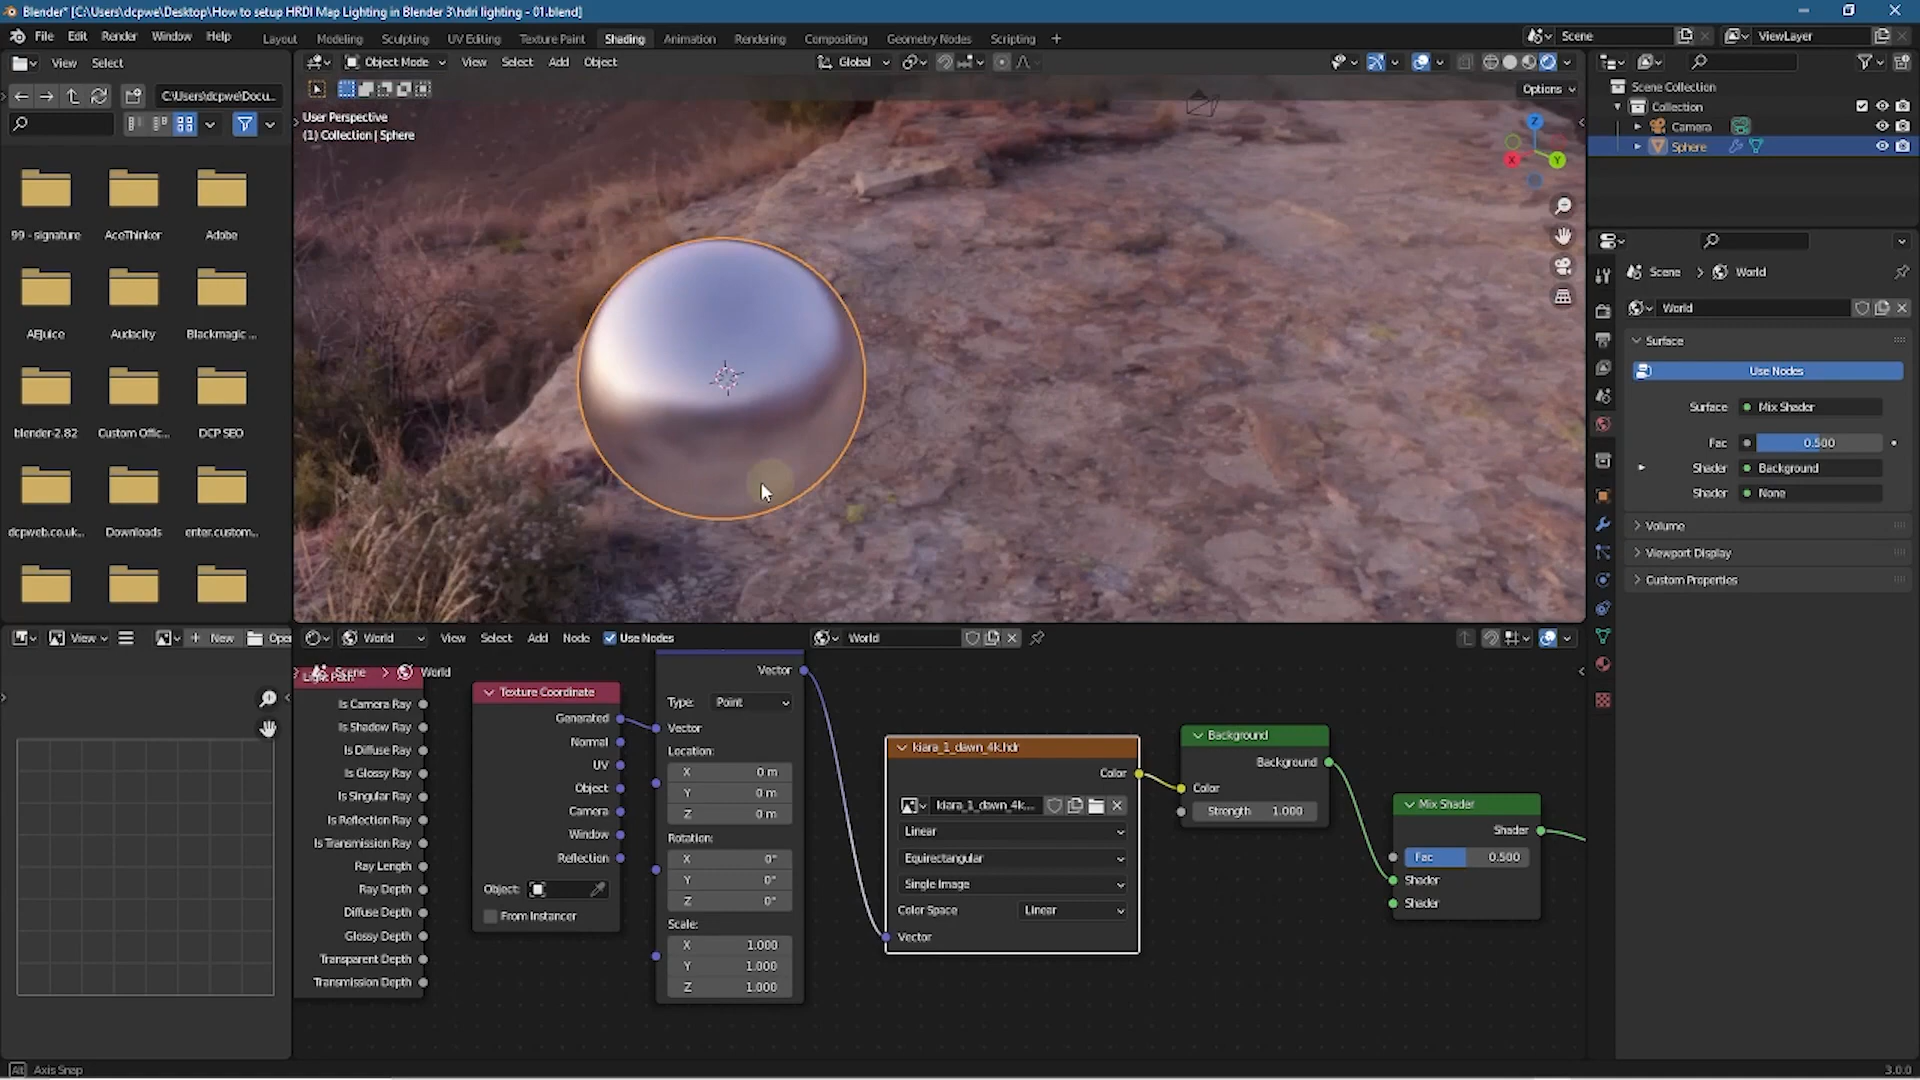 Blender* [C:\Users\dcpwe\Desktop\How to setup HRDI Map Lighting in Blender 3\hdri lighting - 01.blend]
File Edit Render Window Help
Layout Modeling Sculpting UV Editing Texture Paint Shading Animation Rendering Compositing Geometry Nodes Scripting +
Scene
ViewLayer
View Select
C:\Users\dcpwe\Docu...
99 - signature AceThinker Adobe
AEJuice Audacity Blackmagic ...
blender-2.82 Custom Offic... DCP SEO
dcpweb.co.uk... Downloads enter.custom...
Object Mode View Select Add Object
Global
Options
User Perspective
(1) Collection | Sphere
Z
X
Y
Scene Collection
Collection
Camera
Sphere
Scene > World
World
Surface
Use Nodes
Surface Mix Shader
Fac 0.500
Shader Background
Shader None
Volume
Viewport Display
Custom Properties
View New Open
World View Select Add Node Use Nodes
World
Scene > World
Light Path
Is Camera Ray
Is Shadow Ray
Is Diffuse Ray
Is Glossy Ray
Is Singular Ray
Is Reflection Ray
Is Transmission Ray
Ray Length
Ray Depth
Diffuse Depth
Glossy Depth
Transparent Depth
Transmission Depth
Texture Coordinate
Generated
Normal
UV
Object
Camera
Window
Reflection
Object:
From Instancer
Vector
Type: Point
Vector
Location:
X 0 m
Y 0 m
Z 0 m
Rotation:
X 0°
Y 0°
Z 0°
Scale:
X 1.000
Y 1.000
Z 1.000
kiara_1_dawn_4k.hdr
Color
kiara_1_dawn_4k...
Linear
Equirectangular
Single Image
Color Space Linear
Vector
Background
Background
Color
Strength 1.000
Mix Shader
Shader
Fac 0.500
Shader
Shader
Alt Axis Snap
3.0.0